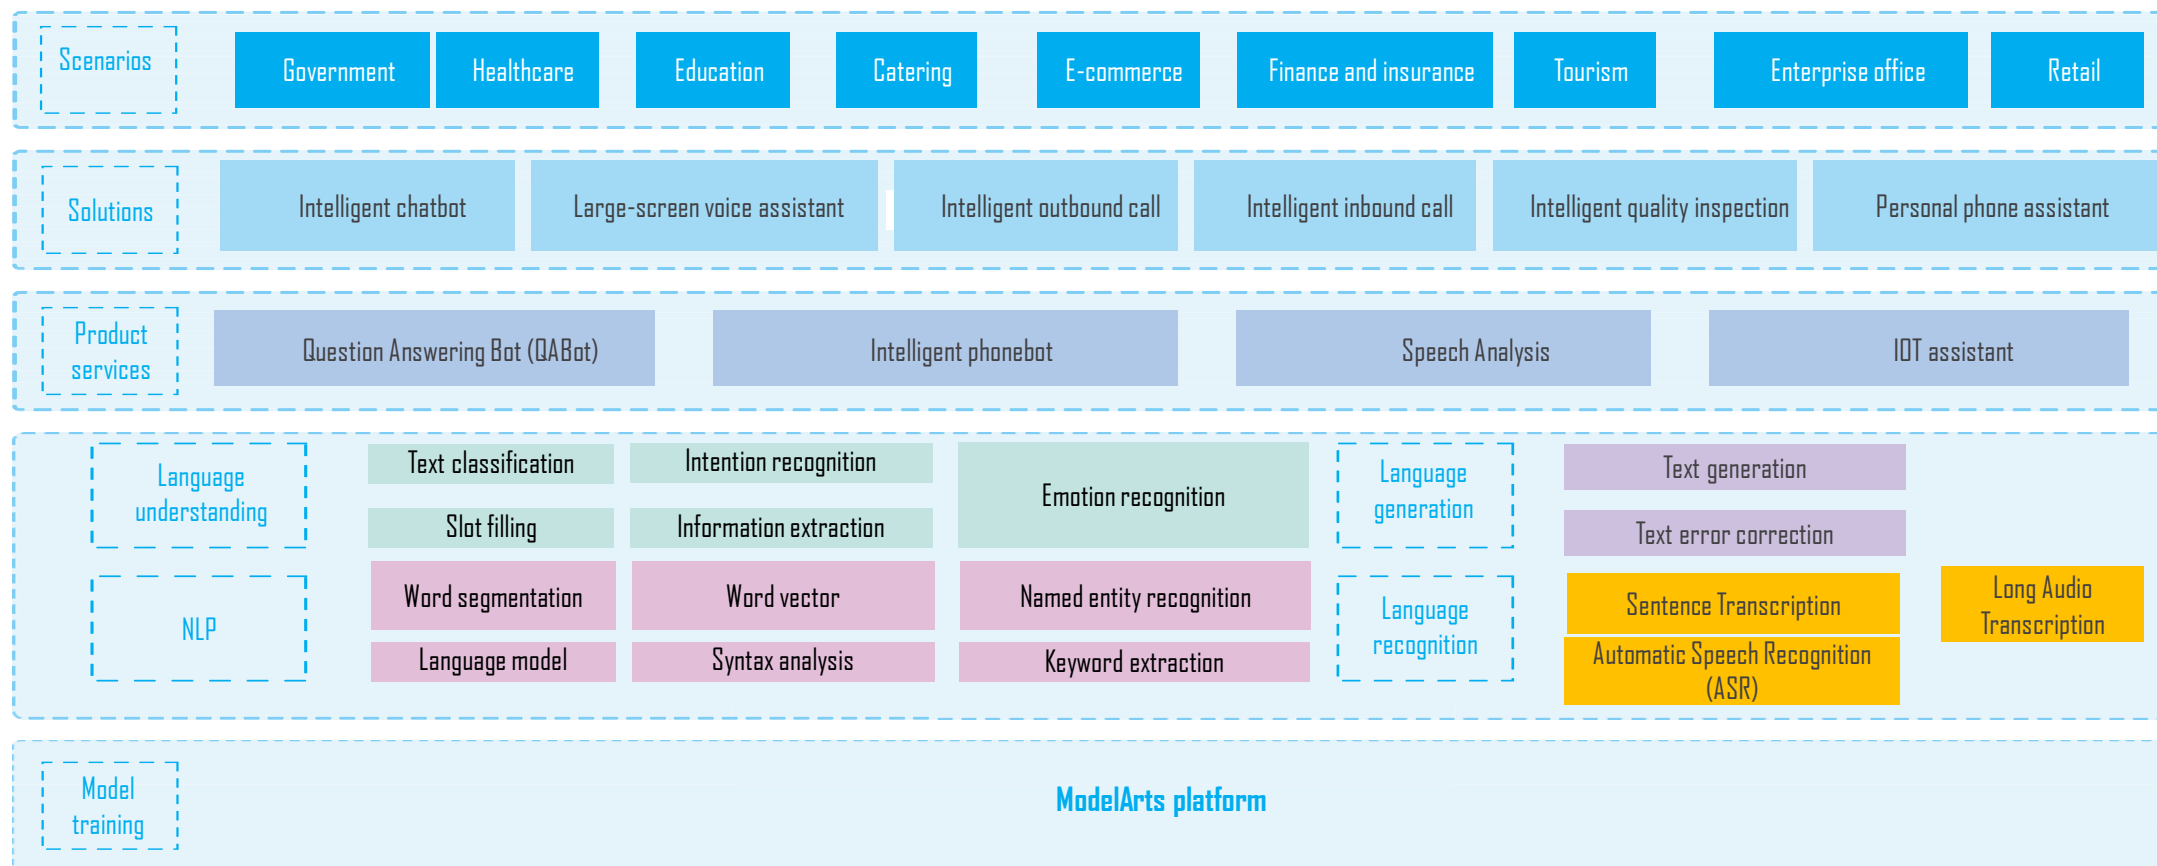 Scenarios
Government
Healthcare
Education
Catering
E-commerce
Finance and insurance
Tourism
Enterprise office
Retail
Solutions
Intelligent chatbot
Large-screen voice assistant
Intelligent outbound call
Intelligent inbound call
Intelligent quality inspection
Personal phone assistant
Product
services
Question Answering Bot (QABot)
Intelligent phonebot
Speech Analysis
IOT assistant
Language
understanding
Text classification
Intention recognition
Emotion recognition
Slot filling
Information extraction
Language
generation
Text generation
Text error correction
NLP
Word segmentation
Word vector
Named entity recognition
Language model
Syntax analysis
Keyword extraction
Language
recognition
Sentence Transcription
Long Audio
Transcription
Automatic Speech Recognition
(ASR)
Model
training
ModelArts platform